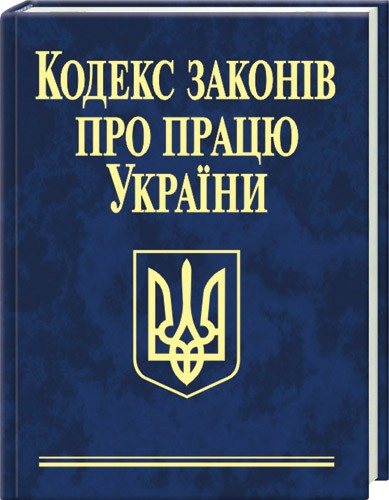 Кодекс законів
про працю
України